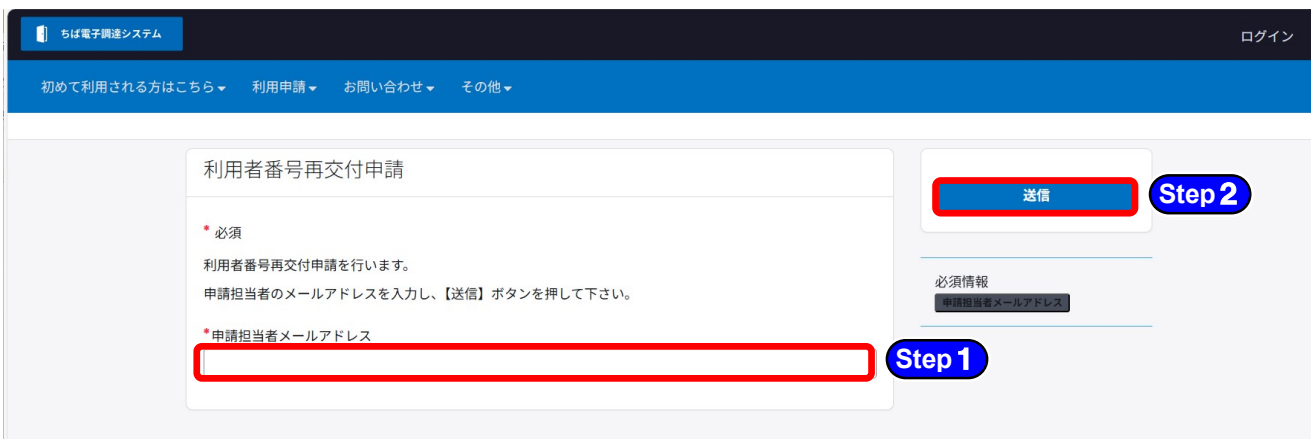 ちば電子調達システム
ログイン
初めて利用される方はこちら 利用申請 お問い合わせ その他
利用者番号再交付申請
* 必須
利用者番号再交付申請を行います。
申請担当者のメールアドレスを入力し、【送信】ボタンを押して下さい。
*申請担当者メールアドレス
Step1
送信
Step2
必須情報
申請担当者メールアドレス